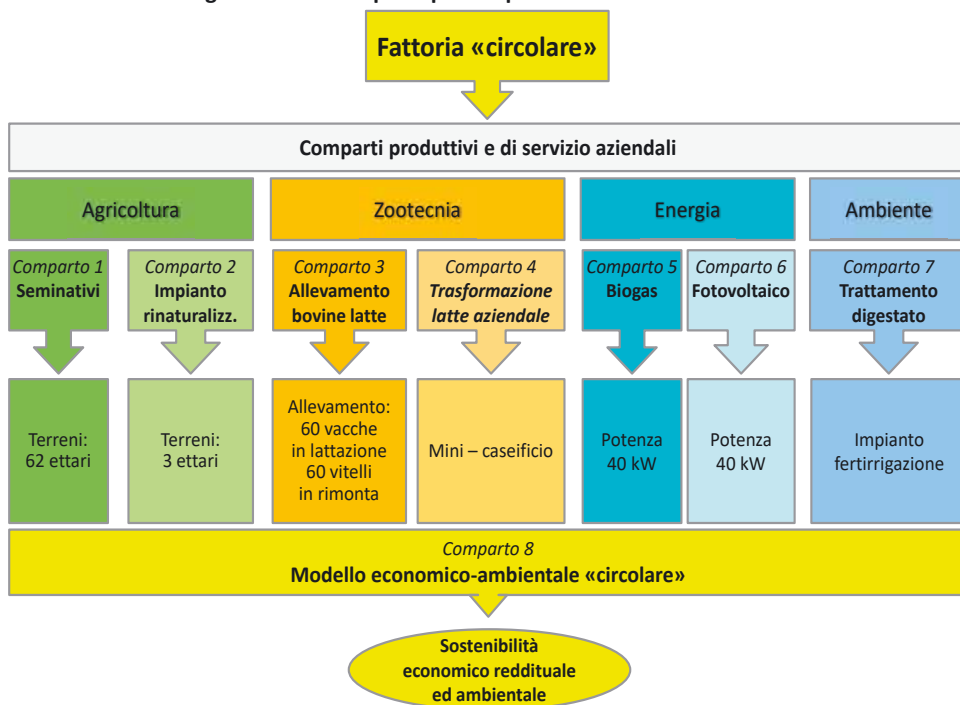 Fattoria «circolare»
Comparti produttivi e di servizio aziendali
Agricoltura
Zootecnia
Energia
Ambiente
Comparto 1
Seminativi
Comparto 2
Impianto
rinaturalizz.
Comparto 3
Allevamento
bovine latte
Comparto 4
Trasformazione
latte aziendale
Comparto 5
Biogas
Comparto 6
Fotovoltaico
Comparto 7
Trattamento
digestato
Terreni:
62 ettari
Terreni:
3 ettari
Allevamento:
60 vacche
in lattazione
60 vitelli
in rimonta
Mini – caseificio
Potenza
40 kW
Potenza
40 kW
Impianto
fertirrigazione
Comparto 8
Modello economico-ambientale «circolare»
Sostenibilità
economico reddituale
ed ambientale